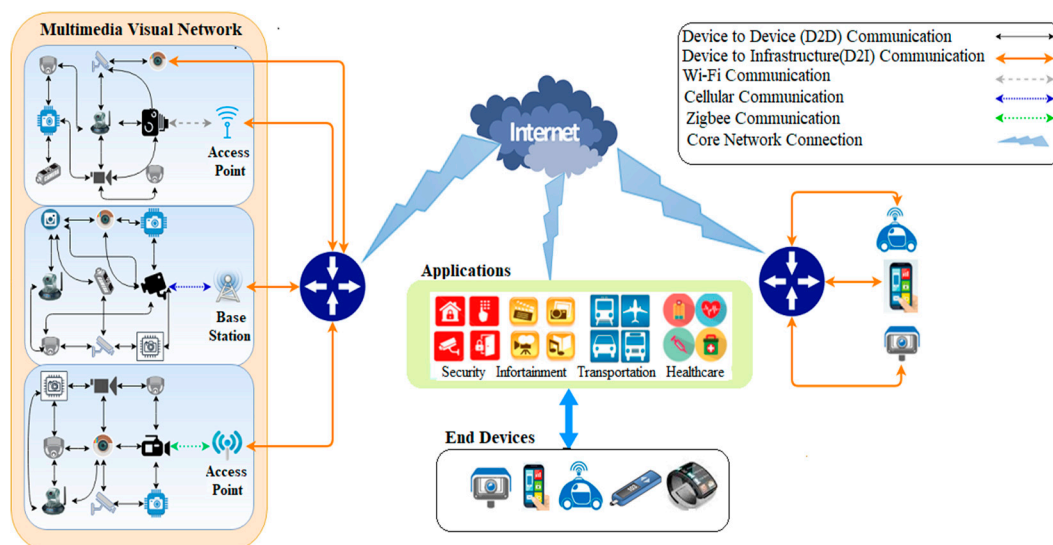 Multimedia Visual Network
Access
Point
Base
Station
Access
Point
Internet
Device to Device (D2D) Communication
Device to Infrastructure(D2I) Communication
Wi-Fi Communication
Cellular Communication
Zigbee Communication
Core Network Connection
Applications
Security Infortainment Transportation Healthcare
End Devices